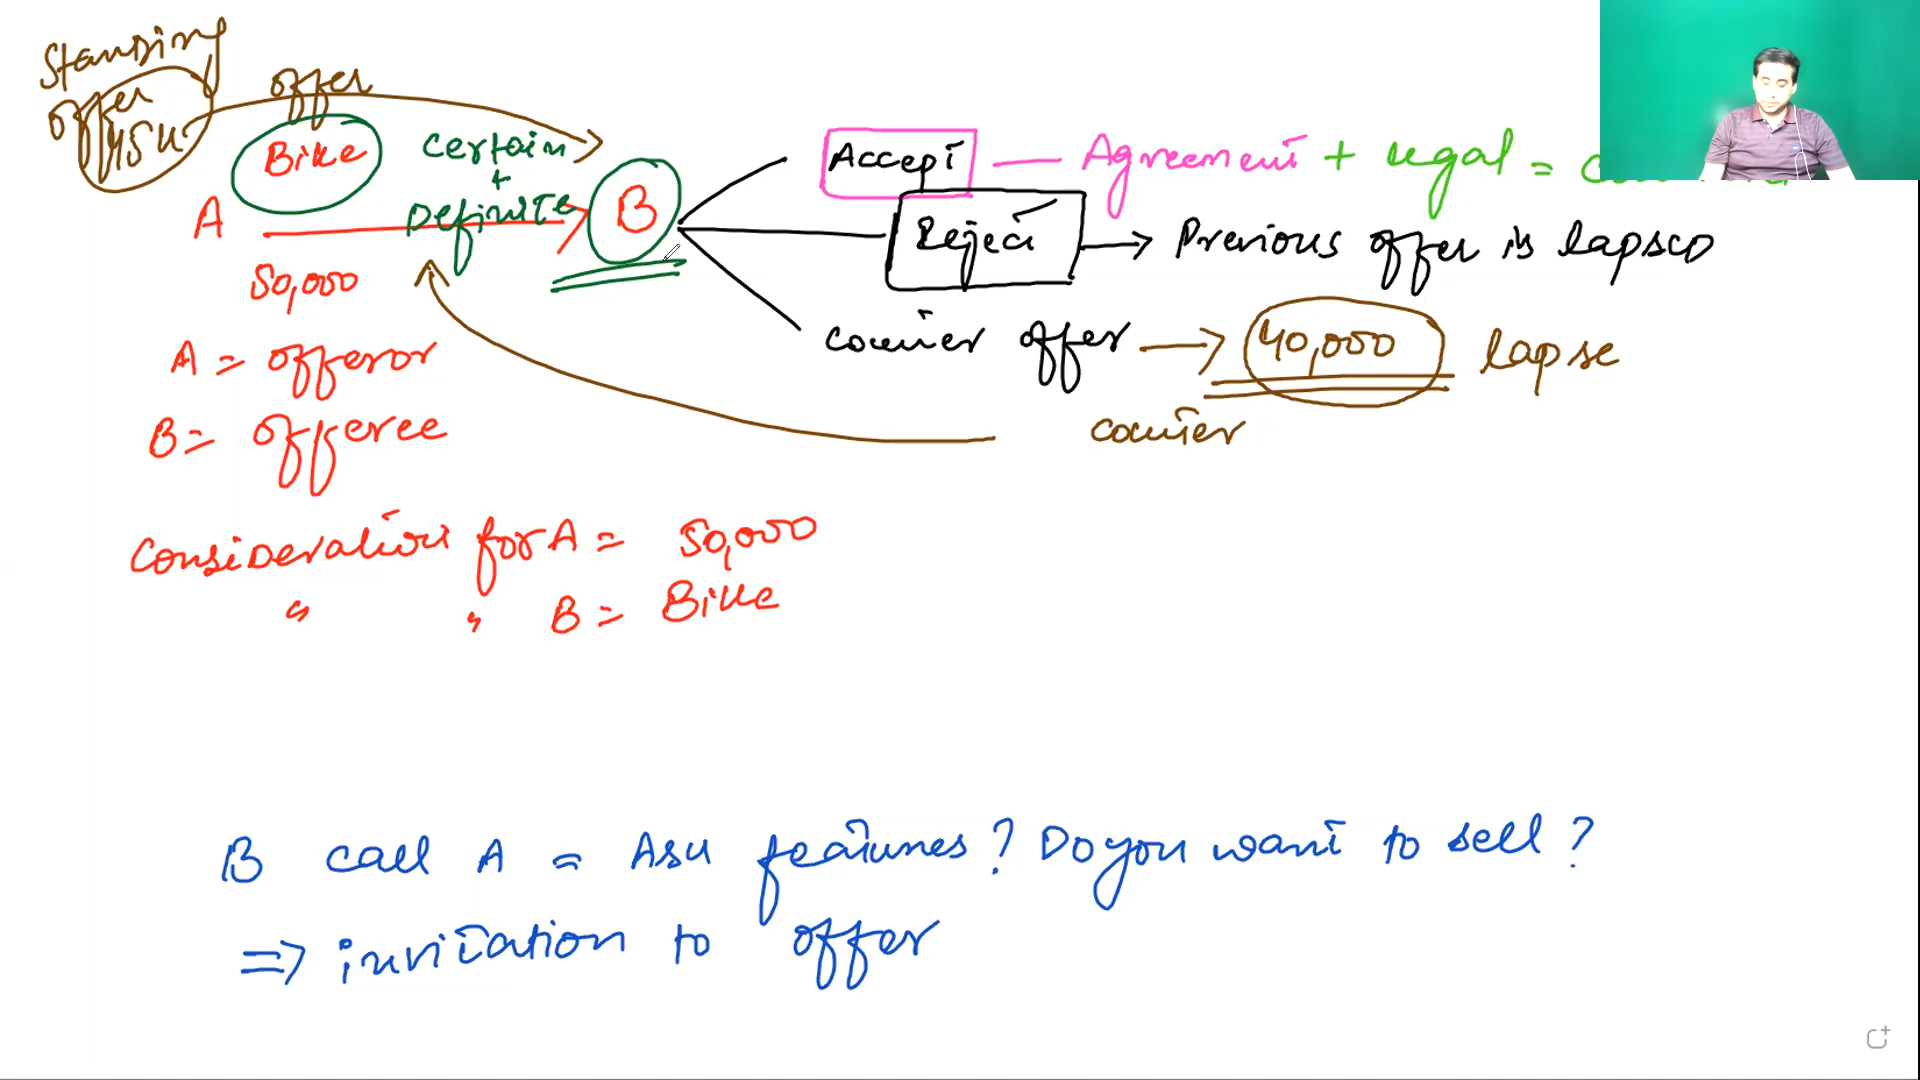 Standing
offer
45K
offer
Bike
certain
+
Definite
A
B
50,000
Accept — Agreement + legal =
Reject → Previous offer is lapsed
counter offer → 40,000 lapse
counter
A = offeror
B = offeree
Consideration for A = 50,000
" " B = Bike
B call A = Ask features? Do you want to sell?
⇒ invitation to offer